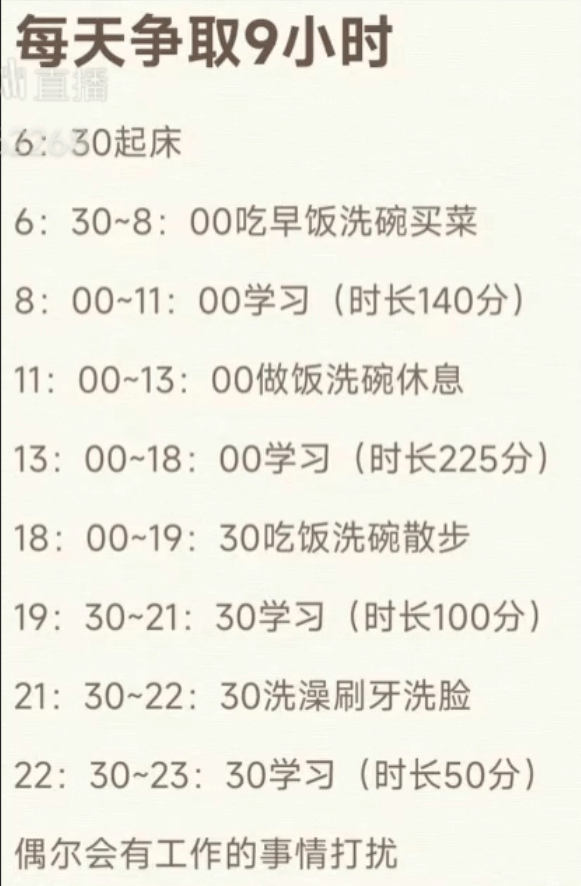 每天争取9小时
直播
6：30起床
6：30~8：00吃早饭洗碗买菜
8：00~11：00学习（时长140分）
11：00~13：00做饭洗碗休息
13：00~18：00学习（时长225分）
18：00~19：30吃饭洗碗散步
19：30~21：30学习（时长100分）
21：30~22：30洗澡刷牙洗脸
22：30~23：30学习（时长50分）
偶尔会有工作的事情打扰